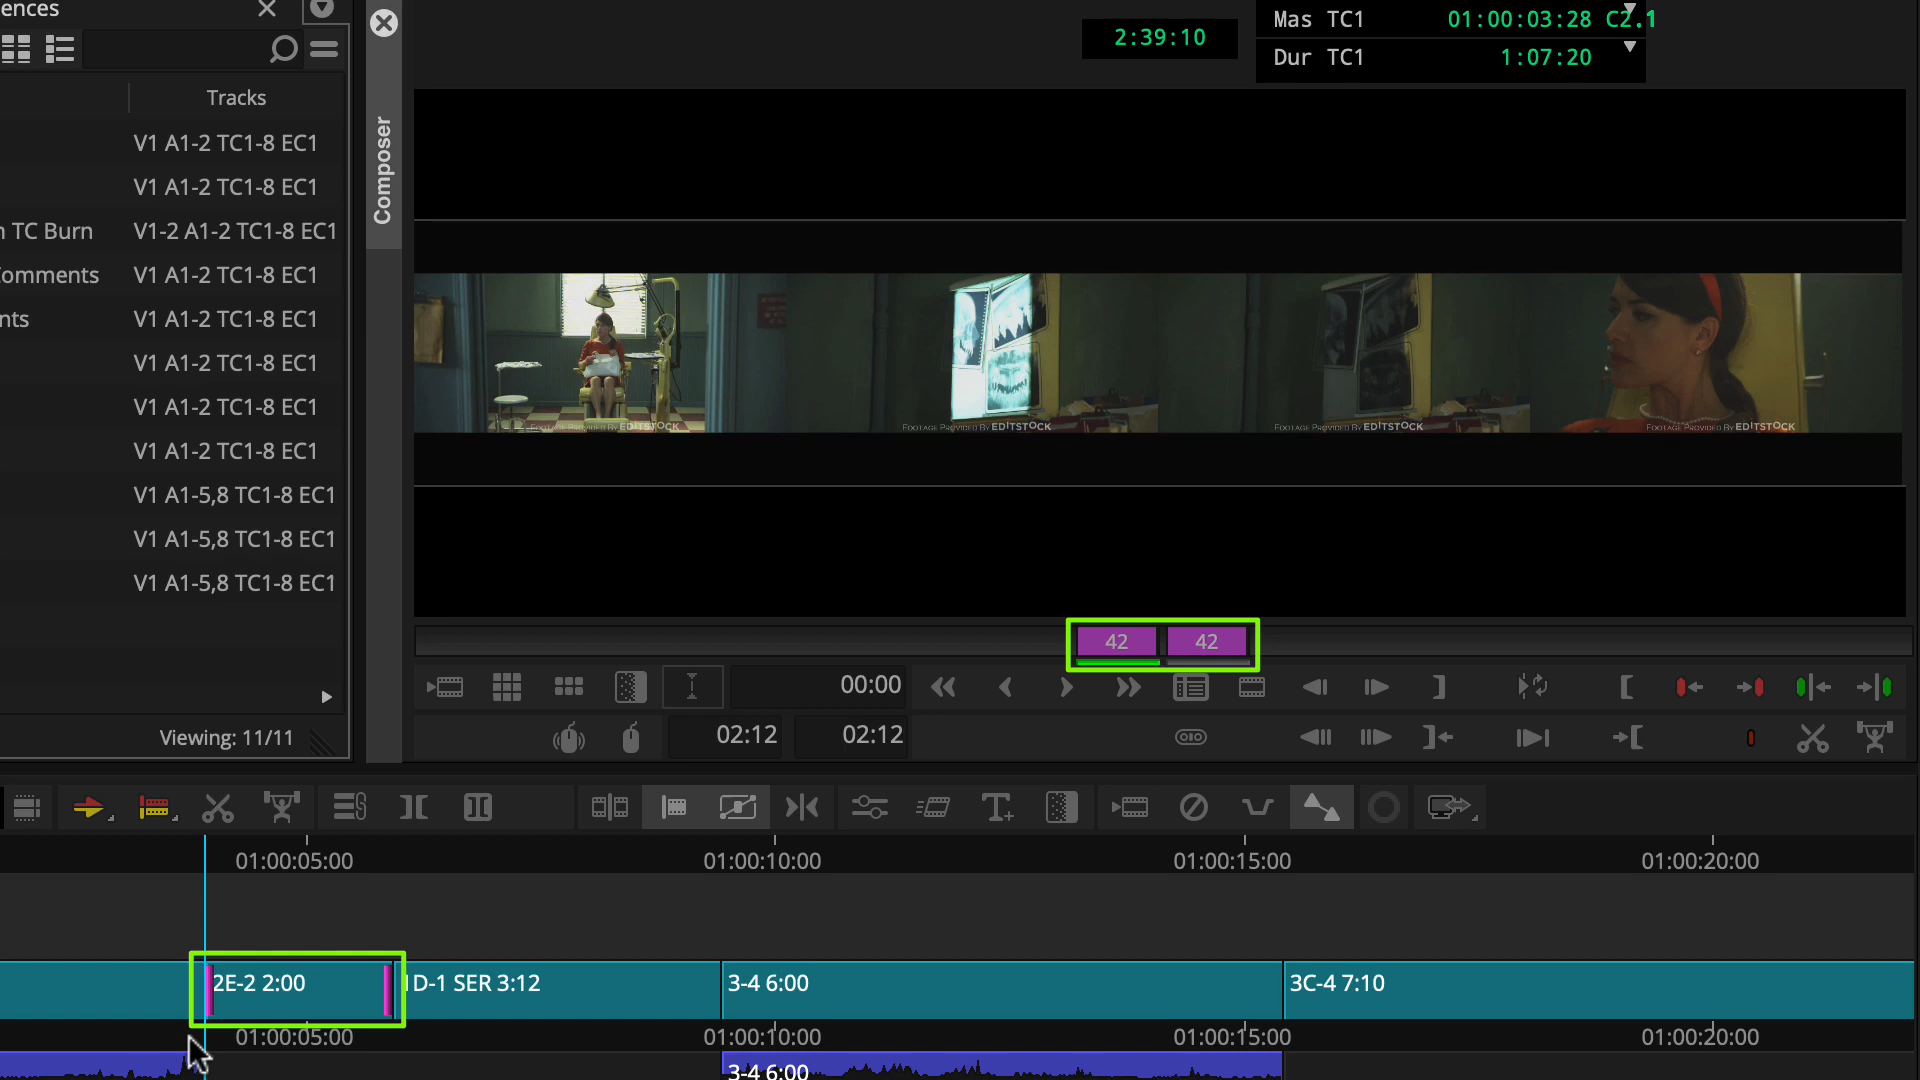 ences
Tracks
V1 A1-2 TC1-8 EC1
V1 A1-2 TC1-8 EC1
TC Burn V1-2 A1-2 TC1-8 EC1
omments V1 A1-2 TC1-8 EC1
nts V1 A1-2 TC1-8 EC1
V1 A1-2 TC1-8 EC1
V1 A1-2 TC1-8 EC1
V1 A1-2 TC1-8 EC1
V1 A1-5,8 TC1-8 EC1
V1 A1-5,8 TC1-8 EC1
V1 A1-5,8 TC1-8 EC1
Viewing: 11/11
Composer
2:39:10
Mas TC1 01:00:03:28 C2.1
Dur TC1 1:07:20
FOOTAGE PROVIDED BY EDITSTOCK
FOOTAGE PROVIDED BY EDITSTOCK
FOOTAGE PROVIDED BY EDITSTOCK
FOOTAGE PROVIDED BY EDITSTOCK
42 42
00:00
02:12 02:12
01:00:05:00 01:00:10:00 01:00:15:00 01:00:20:00
2E-2 2:00 D-1 SER 3:12 3-4 6:00 3C-4 7:10
01:00:05:00 01:00:10:00 01:00:15:00 01:00:20:00
3-4 6:00